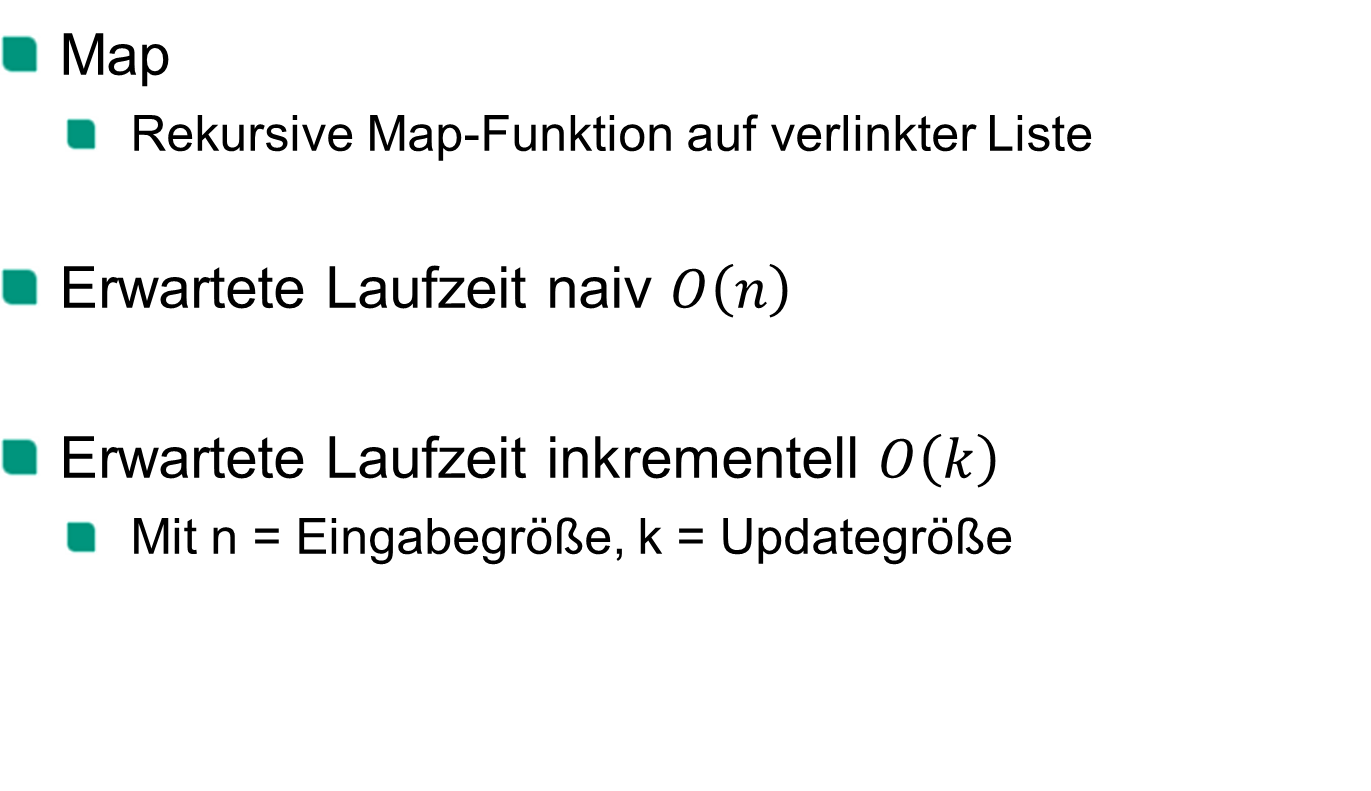 Map
Rekursive Map-Funktion auf verlinkter Liste
Erwartete Laufzeit naiv O(n)
Erwartete Laufzeit inkrementell O(k)
Mit n = Eingabegröße, k = Updategröße